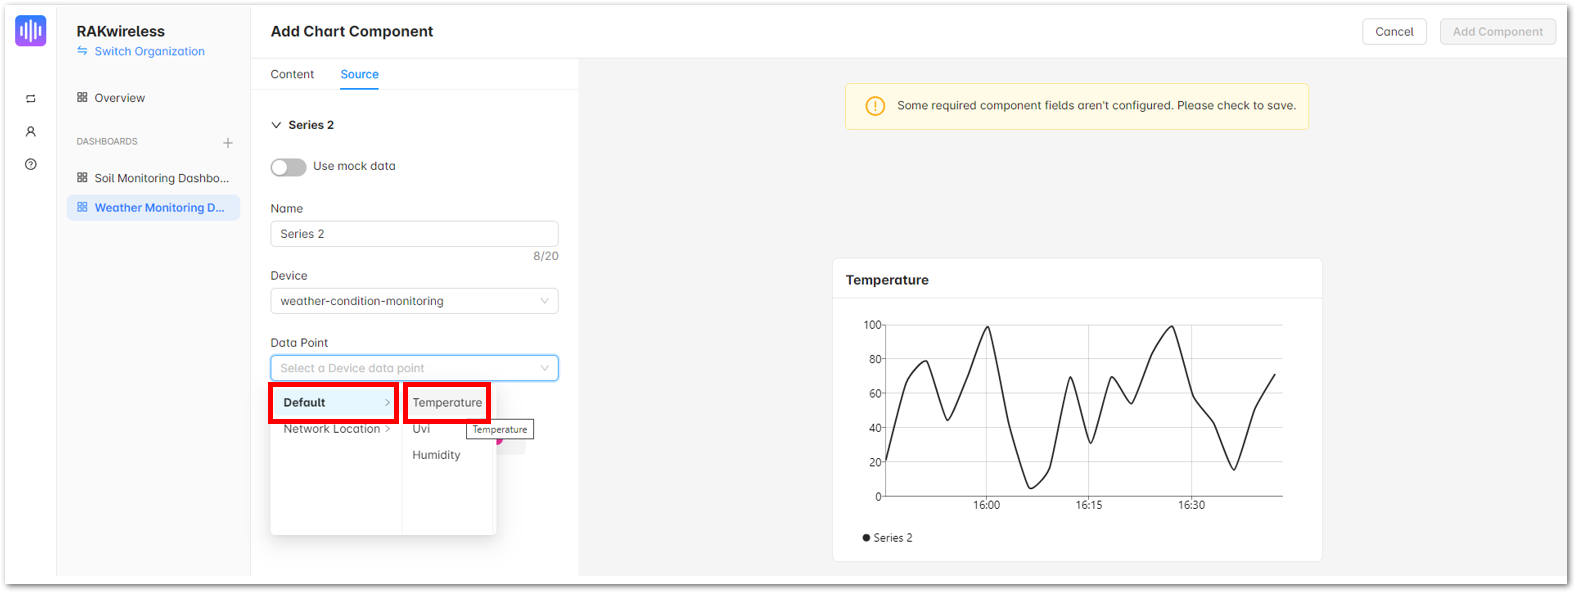 RAKwireless
Switch Organization
Overview
DASHBOARDS
Soil Monitoring Dashbo...
Weather Monitoring D...
Add Chart Component
Cancel
Add Component
Content
Source
Series 2
Use mock data
Name
Series 2
8/20
Device
weather-condition-monitoring
Data Point
Select a Device data point
Default
Network Location
Temperature
Uvi
Humidity
Temperature
Some required component fields aren't configured. Please check to save.
Temperature
100
80
60
40
20
0
16:00
16:15
16:30
Series 2